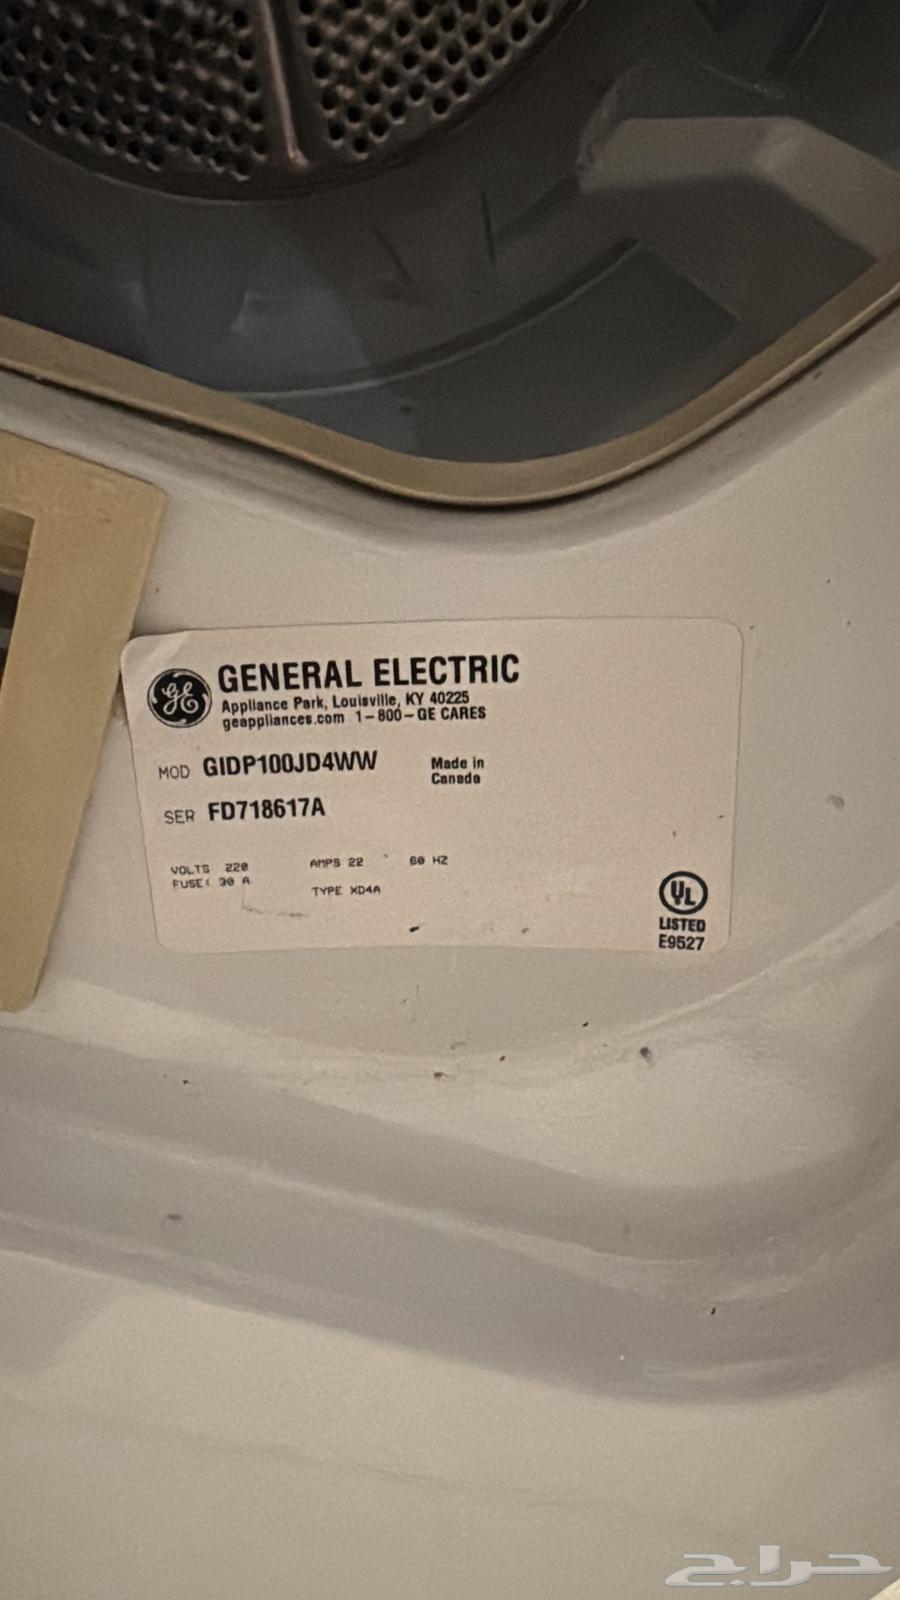 GE
GENERAL ELECTRIC
Appliance Park, Louisville, KY 40225
geappliances.com 1-800-GE CARES
MOD GIDP100JD4WW
Made in
Canada
SER FD718617A
VOLTS 220 AMPS 22 60 HZ
FUSE: 30 A TYPE XD4A
UL
LISTED
E9527
حراج